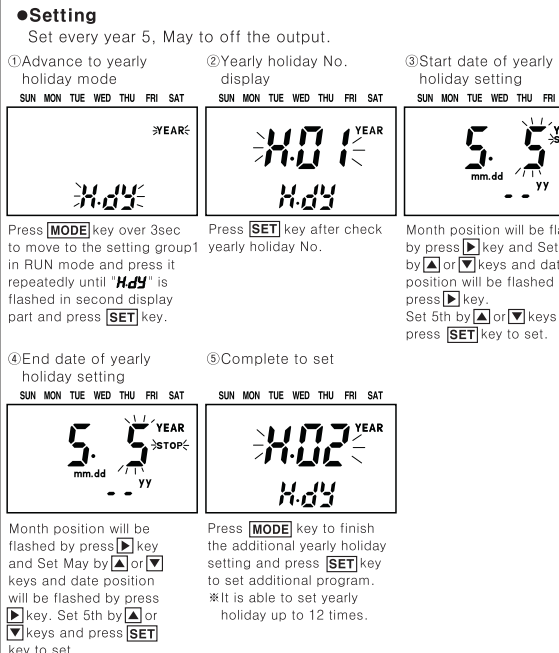 ●Setting
Set every year 5, May to off the output.
①Advance to yearly
holiday mode
SUN MON TUE WED THU FRI SAT
YEAR
H.dY
Press MODE key over 3sec
to move to the setting group1
in RUN mode and press it
repeatedly until "H.dY" is
flashed in second display
part and press SET key.
②Yearly holiday No.
display
SUN MON TUE WED THU FRI SAT
H.01 YEAR
H.dY
Press SET key after check
yearly holiday No.
③Start date of yearly
holiday setting
SUN MON TUE WED THU FRI
5. 5
mm.dd
-- yy
Month position will be
by press ▶ key and Set
by ▲ or ▼ keys and
position will be flashed
press ▶ key.
Set 5th by ▲ or ▼ keys
press SET key to set.
④End date of yearly
holiday setting
SUN MON TUE WED THU FRI SAT
5. 5 YEAR
STOP
mm.dd
-- yy
Month position will be
flashed by press ▶ key
and Set May by ▲ or ▼
keys and date position
will be flashed by press
▶ key. Set 5th by ▲ or
▼ keys and press SET
key to set.
⑤Complete to set
SUN MON TUE WED THU FRI SAT
H.02 YEAR
H.dY
Press MODE key to finish
the additional yearly holiday
setting and press SET key
to set additional program.
※It is able to set yearly
holiday up to 12 times.